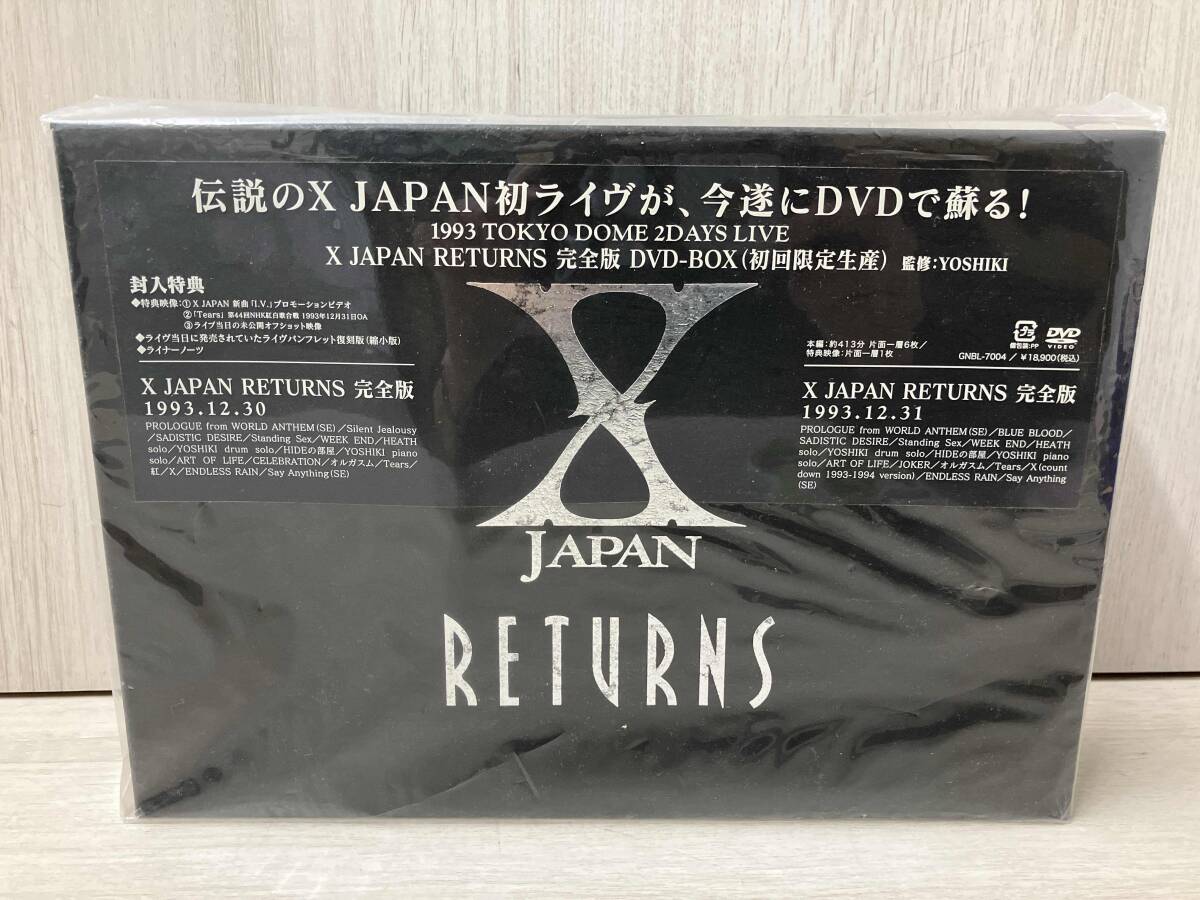 伝説のX JAPAN初ライヴが、今遂にDVDで蘇る!
1993 TOKYO DOME 2DAYS LIVE
X JAPAN RETURNS 完全版 DVD-BOX(初回限定生産) 監修:YOSHIKI
封入特典
◆特典映像:①X JAPAN 新曲「I.V.」プロモーションビデオ
②「Tears」第44回NHK紅白歌合戦 1993年12月31日OA
③ライブ当日の未公開オフショット映像
◆ライヴ当日に発売されていたライヴパンフレット復刻版(縮小版)
◆ライナーノーツ
X JAPAN RETURNS 完全版
1993.12.30
PROLOGUE from WORLD ANTHEM(SE)/Silent Jealousy
/SADISTIC DESIRE/Standing Sex/WEEK END/HEATH
solo/YOSHIKI drum solo/HIDEの部屋/YOSHIKI piano
solo/ART OF LIFE/CELEBRATION/オルガスム/Tears/
紅/X/ENDLESS RAIN/Say Anything(SE)
プラ
個包装:PP
DVD
VIDEO
本編:約413分 片面一層6枚/
特典映像:片面一層1枚
GNBL-7004/¥18,900(税込)
X JAPAN RETURNS 完全版
1993.12.31
PROLOGUE from WORLD ANTHEM(SE)/BLUE BLOOD/
SADISTIC DESIRE/Standing Sex/WEEK END/HEATH
solo/YOSHIKI drum solo/HIDEの部屋/YOSHIKI piano
solo/ART OF LIFE/JOKER/オルガスム/Tears/X(count
down 1993-1994 version)/ENDLESS RAIN/Say Anything
(SE)
X
JAPAN
RETURNS